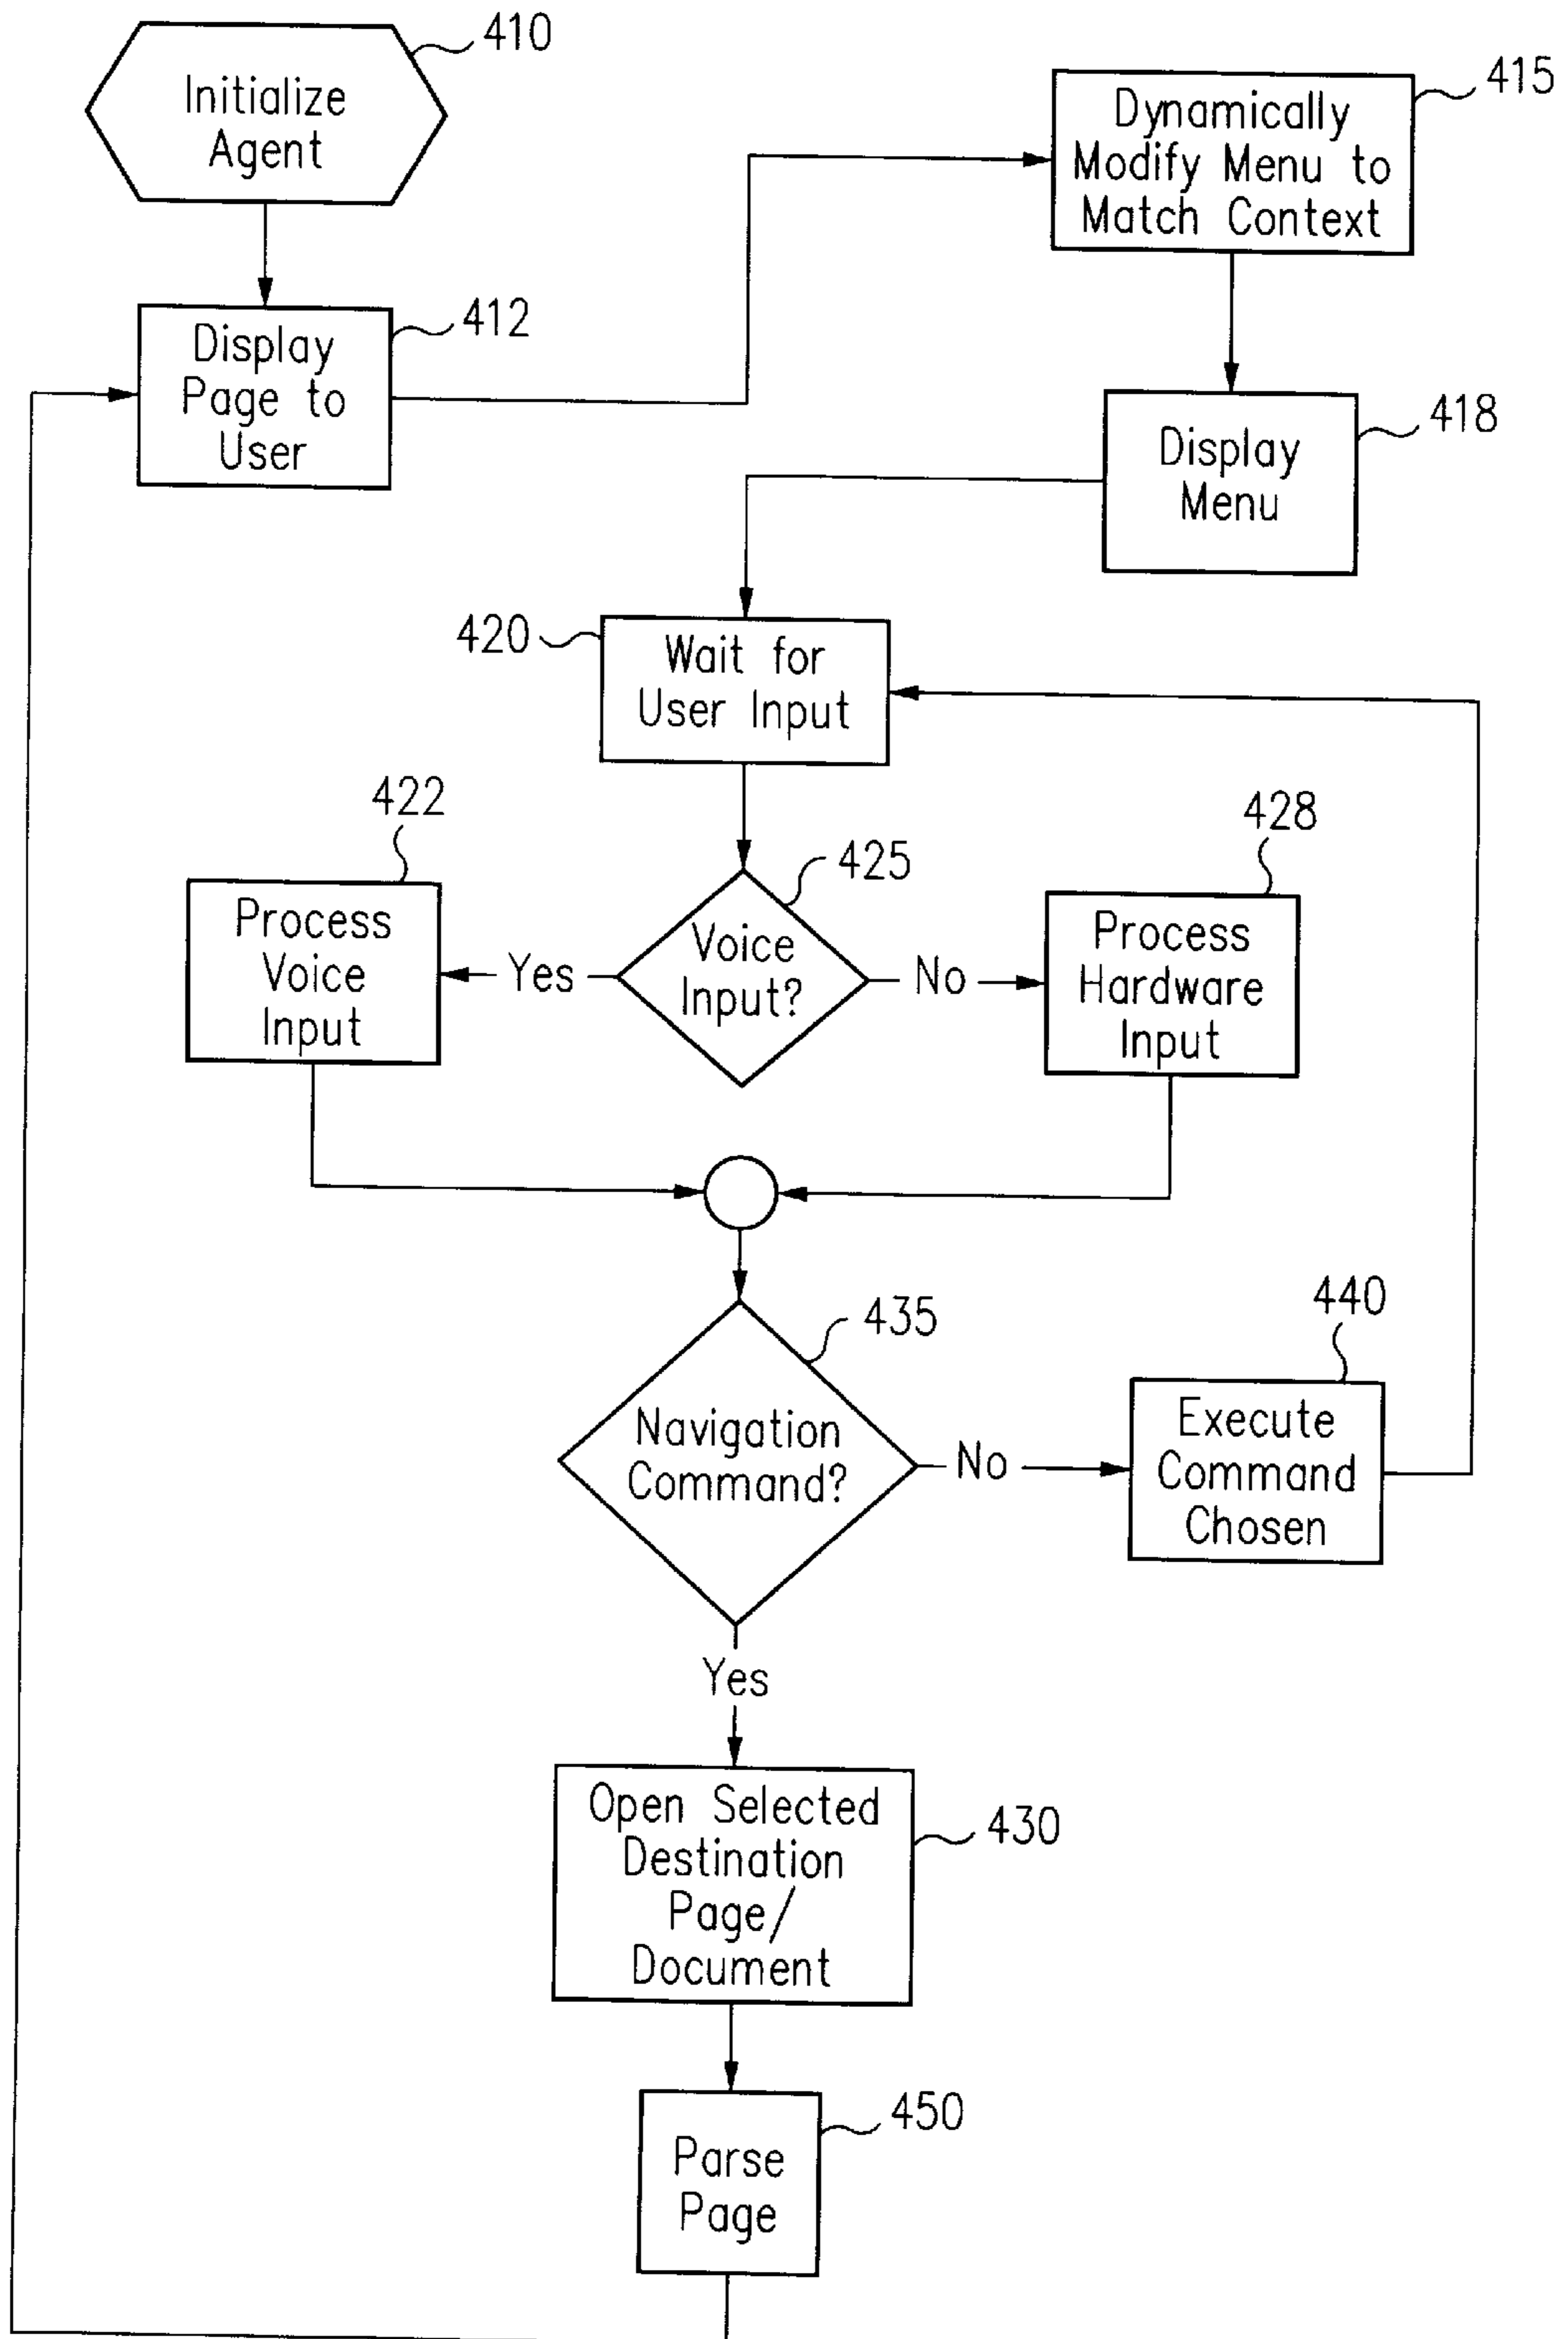 410
Initialize
Agent
415
Dynamically
Modify Menu to
Match Context
412
Display
Page to
User
418
Display
Menu
420
Wait for
User Input
422
Process
Voice
Input
425
Voice
Input?
Yes
No
428
Process
Hardware
Input
435
Navigation
Command?
No
440
Execute
Command
Chosen
Yes
Open Selected
Destination
Page/
Document
430
450
Parse
Page